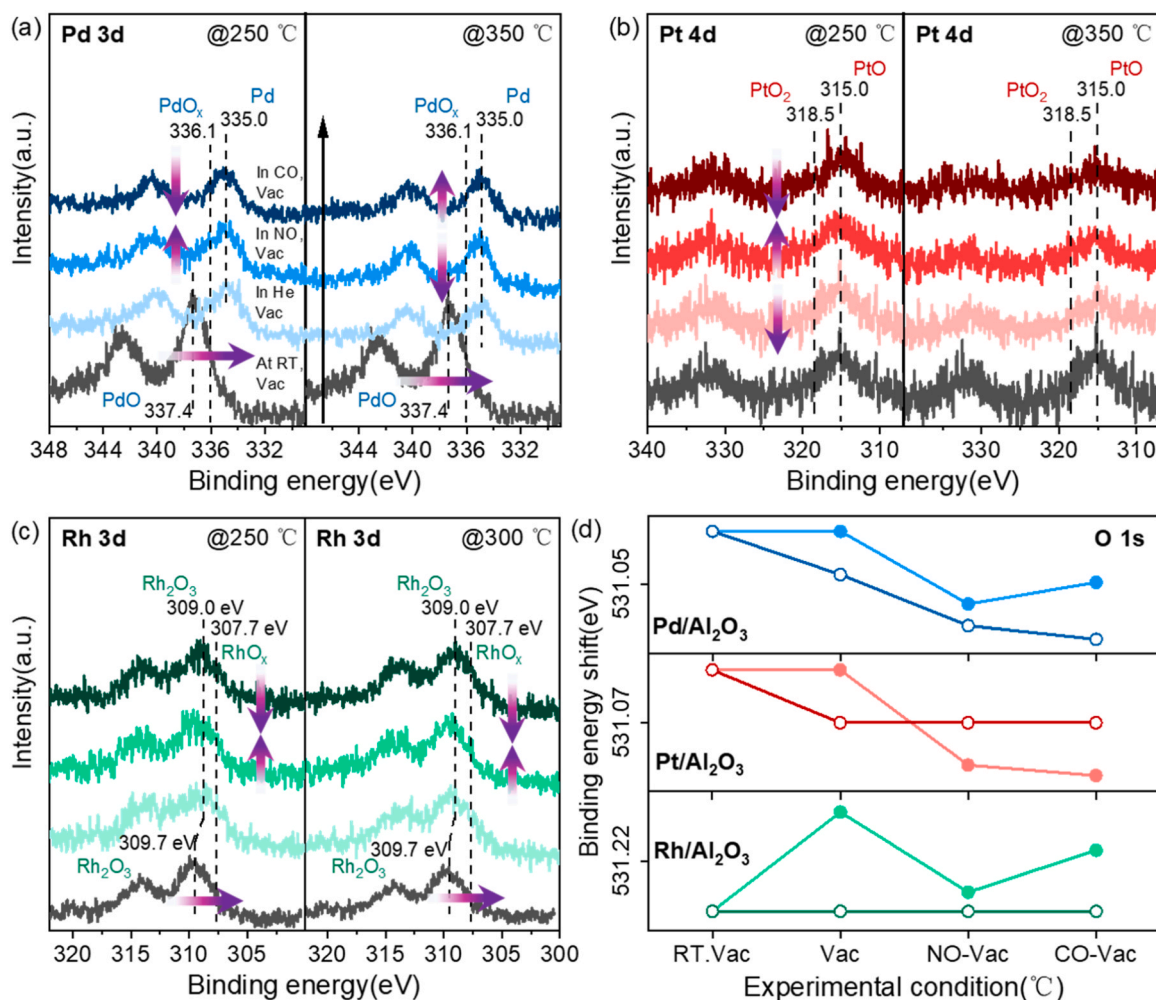 (a)
Pd 3d
@250 ℃
@350 ℃
PdOx
336.1
Pd
335.0
PdOx
336.1
Pd
335.0
In CO,
Vac
In NO,
Vac
In He
Vac
At RT,
Vac
PdO
337.4
PdO
337.4
Intensity(a.u.)
348
340
336
332
340
336
332
Binding energy(eV)
(b)
Pt 4d
@250 ℃
Pt 4d
@350 ℃
PtO
PtO2
315.0
318.5
PtO
PtO2
315.0
318.5
Intensity(a.u.)
340
330
320
310
330
320
310
Binding energy(eV)
(c)
Rh 3d
@250 ℃
Rh 3d
@300 ℃
Rh2O3
309.0 eV
307.7 eV
RhOx
Rh2O3
309.0 eV
307.7 eV
RhOx
309.7 eV
Rh2O3
309.7 eV
Rh2O3
Intensity(a.u.)
320
315
310
305
320
315
310
305
300
Binding energy(eV)
(d)
O 1s
531.05
Pd/Al2O3
531.07
Pt/Al2O3
531.22
Rh/Al2O3
Binding energy shift(eV)
RT.Vac
Vac
NO-Vac
CO-Vac
Experimental condition(℃)